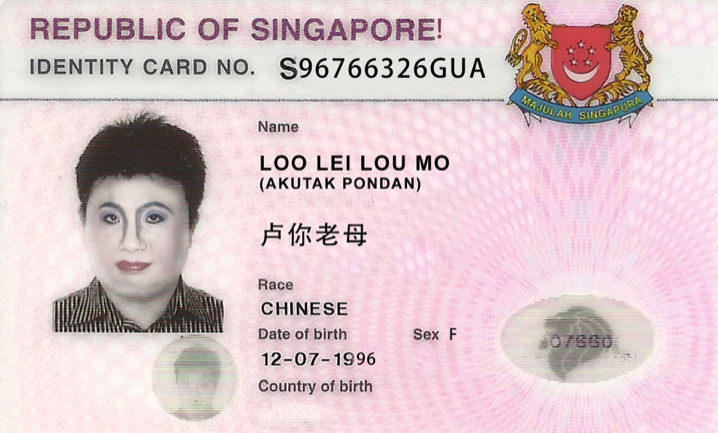 REPUBLIC OF SINGAPORE!
IDENTITY CARD NO. S96766326GUA
MAJULAH SINGAPURA
Name
LOO LEI LOU MO
(AKUTAK PONDAN)
卢你老母
Race
CHINESE
Date of birth Sex F
12-07-1996
Country of birth